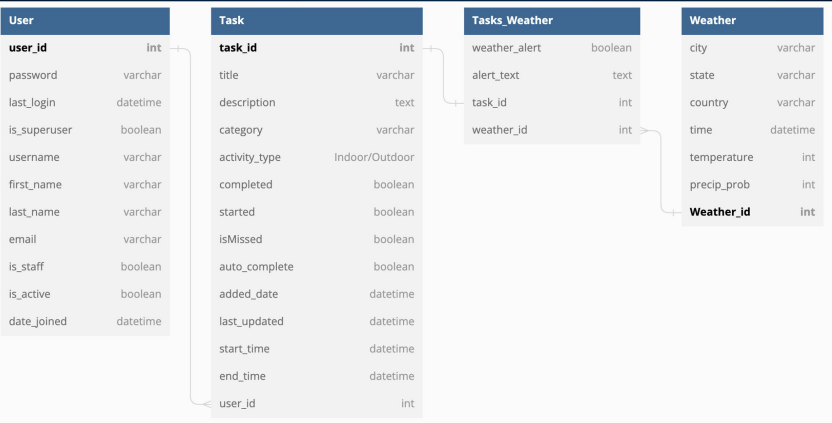 User
user_id int
password varchar
last_login datetime
is_superuser boolean
username varchar
first_name varchar
last_name varchar
email varchar
is_staff boolean
is_active boolean
date_joined datetime
Task
task_id int
title varchar
description text
category varchar
activity_type Indoor/Outdoor
completed boolean
started boolean
isMissed boolean
auto_complete boolean
added_date datetime
last_updated datetime
start_time datetime
end_time datetime
user_id int
Tasks_Weather
weather_alert boolean
alert_text text
task_id int
weather_id int
Weather
city varchar
state varchar
country varchar
time datetime
temperature int
precip_prob int
Weather_id int